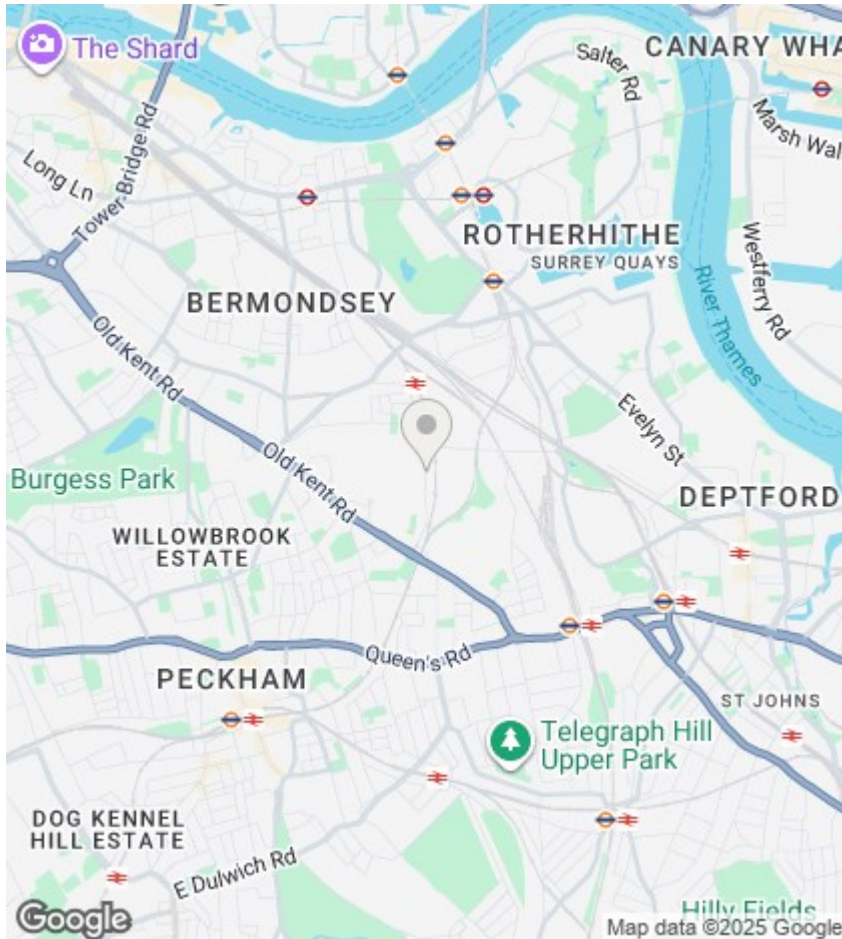 The Shard
CANARY WHA
Salter Rd
Marsh Wal
Long Ln
Tower Bridge Rd
ROTHERHITHE
SURREY QUAYS
Westferry Rd
River Thames
BERMONDSEY
Old Kent Rd
Evelyn St
Burgess Park
Old Kent Rd
DEPTFORD
WILLOWBROOK
ESTATE
Queen's Rd
PECKHAM
ST JOHNS
Telegraph Hill
Upper Park
DOG KENNEL
HILL ESTATE
E Dulwich Rd
Hilly Fields
Google
Map data ©2025 Google